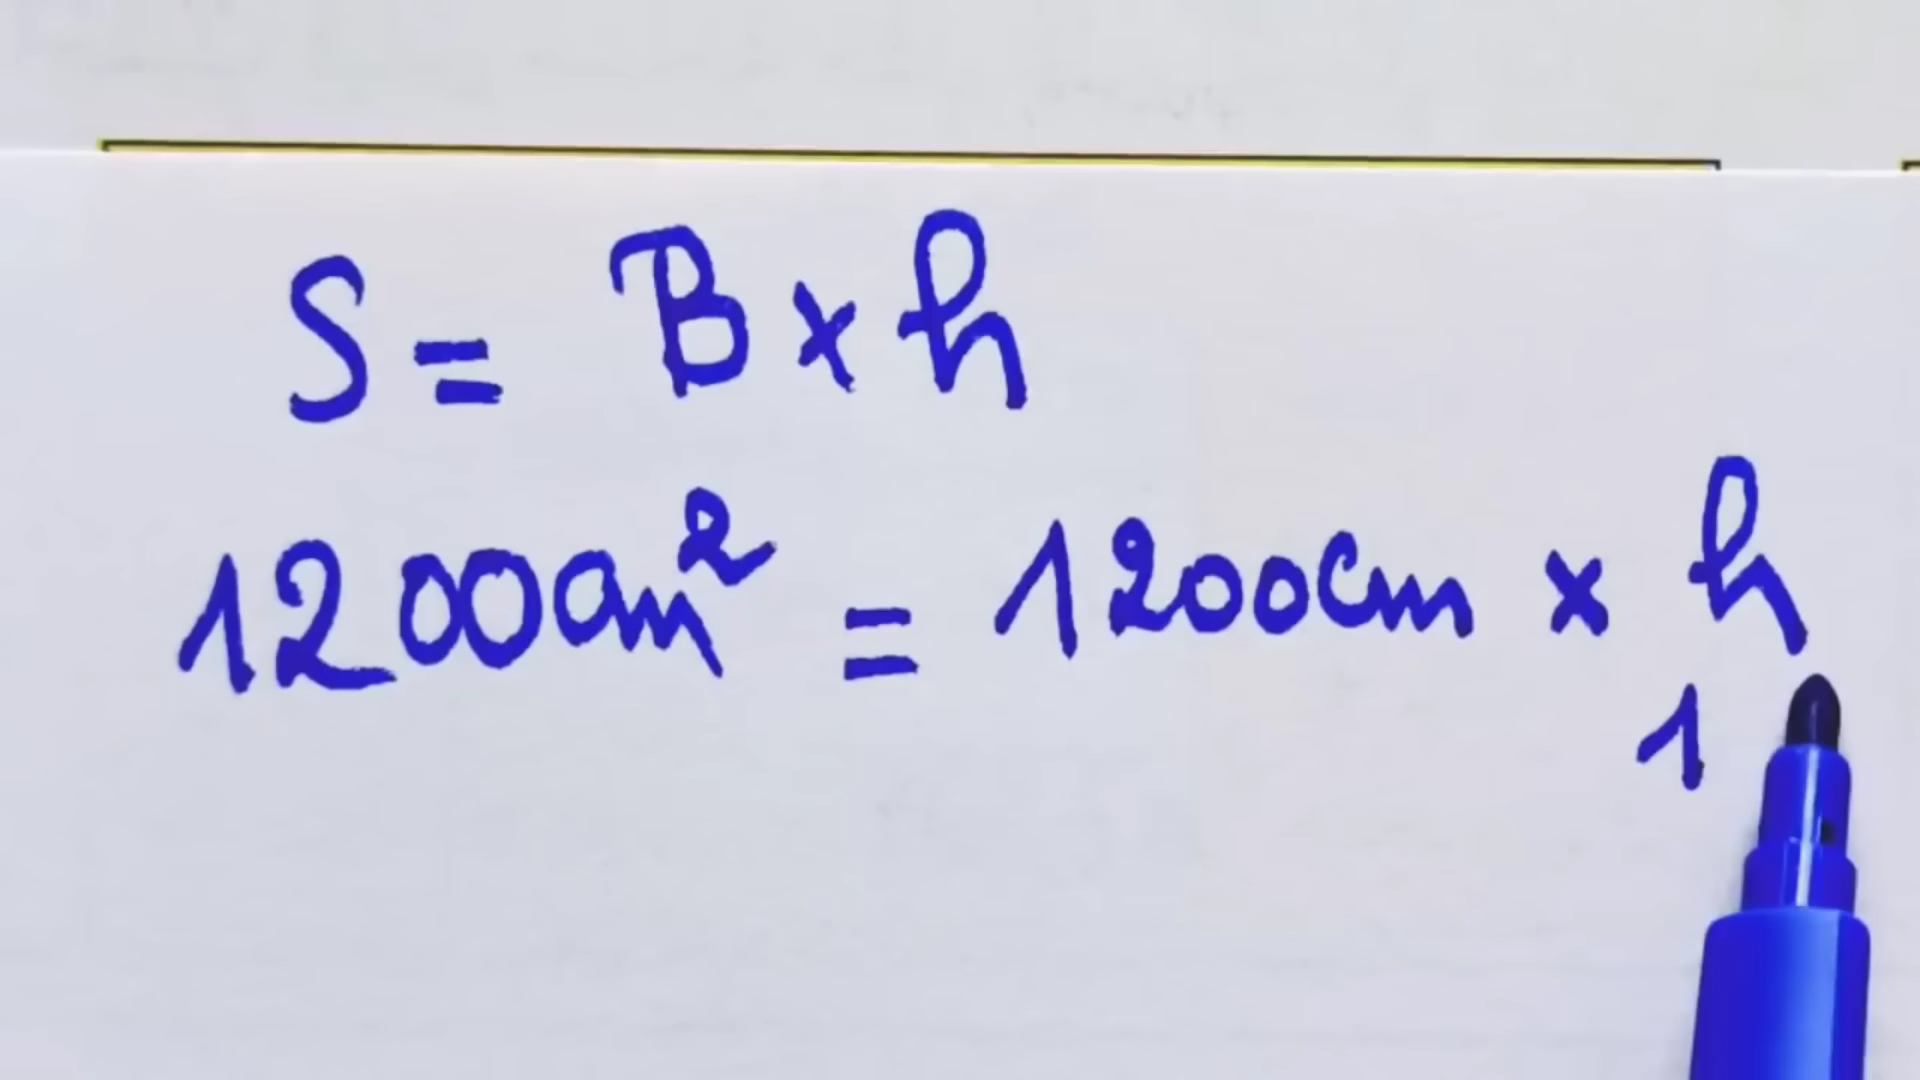 S = B x h
1200cm² = 1200cm x h
1